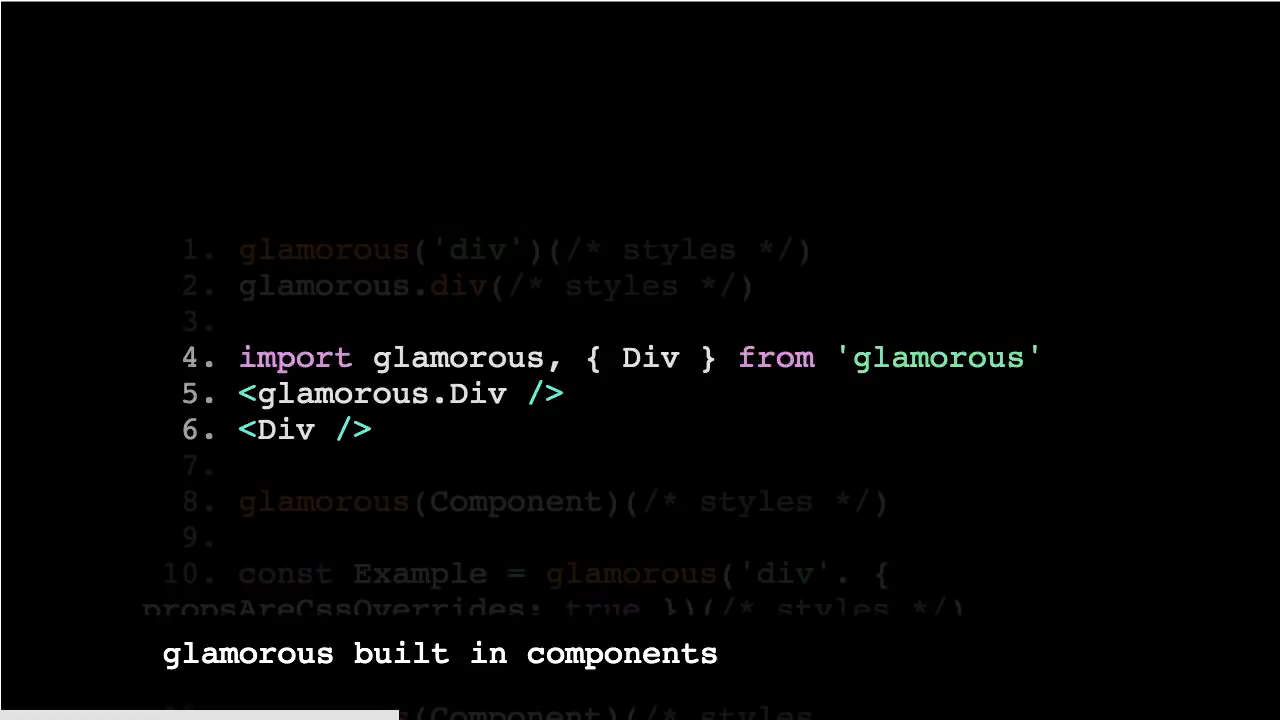 1. glamorous('div')(/* styles */)
2. glamorous.div(/* styles */)
3.
4. import glamorous, { Div } from 'glamorous'
5. <glamorous.Div />
6. <Div />
7.
8. glamorous(Component)(/* styles */)
9.
10. const Example = glamorous('div'. {
propsAreCssOverrides: true })(/* styles */)
glamorous built in components
(Component)(/* styles